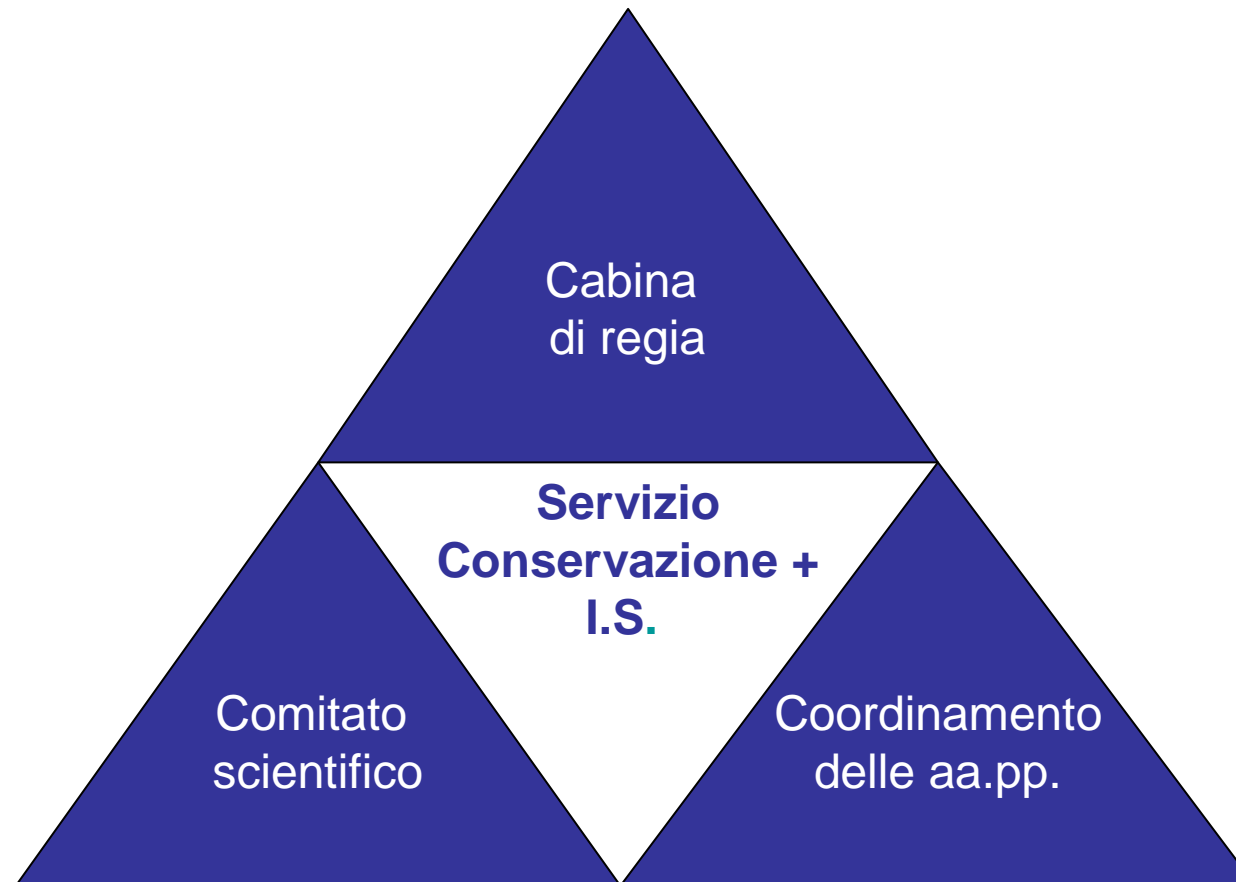 Cabina
di regia
Servizio
Conservazione +
I.S.
Comitato
scientifico
Coordinamento
delle aa.pp.